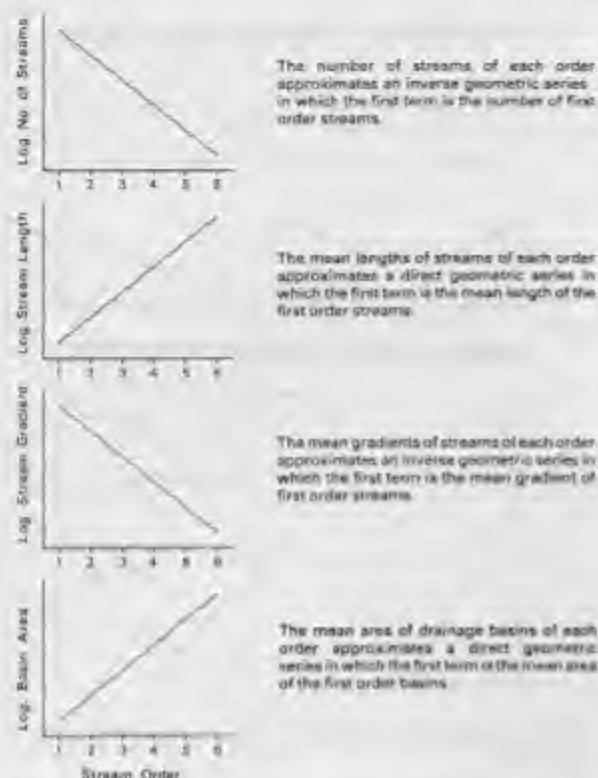 Log. No of Streams
The number of streams of each order
approximates an inverse geometric series
in which the first term is the number of first
order streams.
1 2 3 4 5 6
Log. Stream Length
The mean lengths of streams of each order
approximates a direct geometric series in
which the first term is the mean length of the
first order streams.
1 2 3 4 5 6
Log. Stream Gradient
The mean gradients of streams of each order
approximates an inverse geometric series in
which the first term is the mean gradient of
first order streams.
1 2 3 4 5 6
Log. Basin Area
The mean area of drainage basins of each
order approximates a direct geometric
series in which the first term is the mean area
of the first order basins.
1 2 3 4 5 6
Stream Order